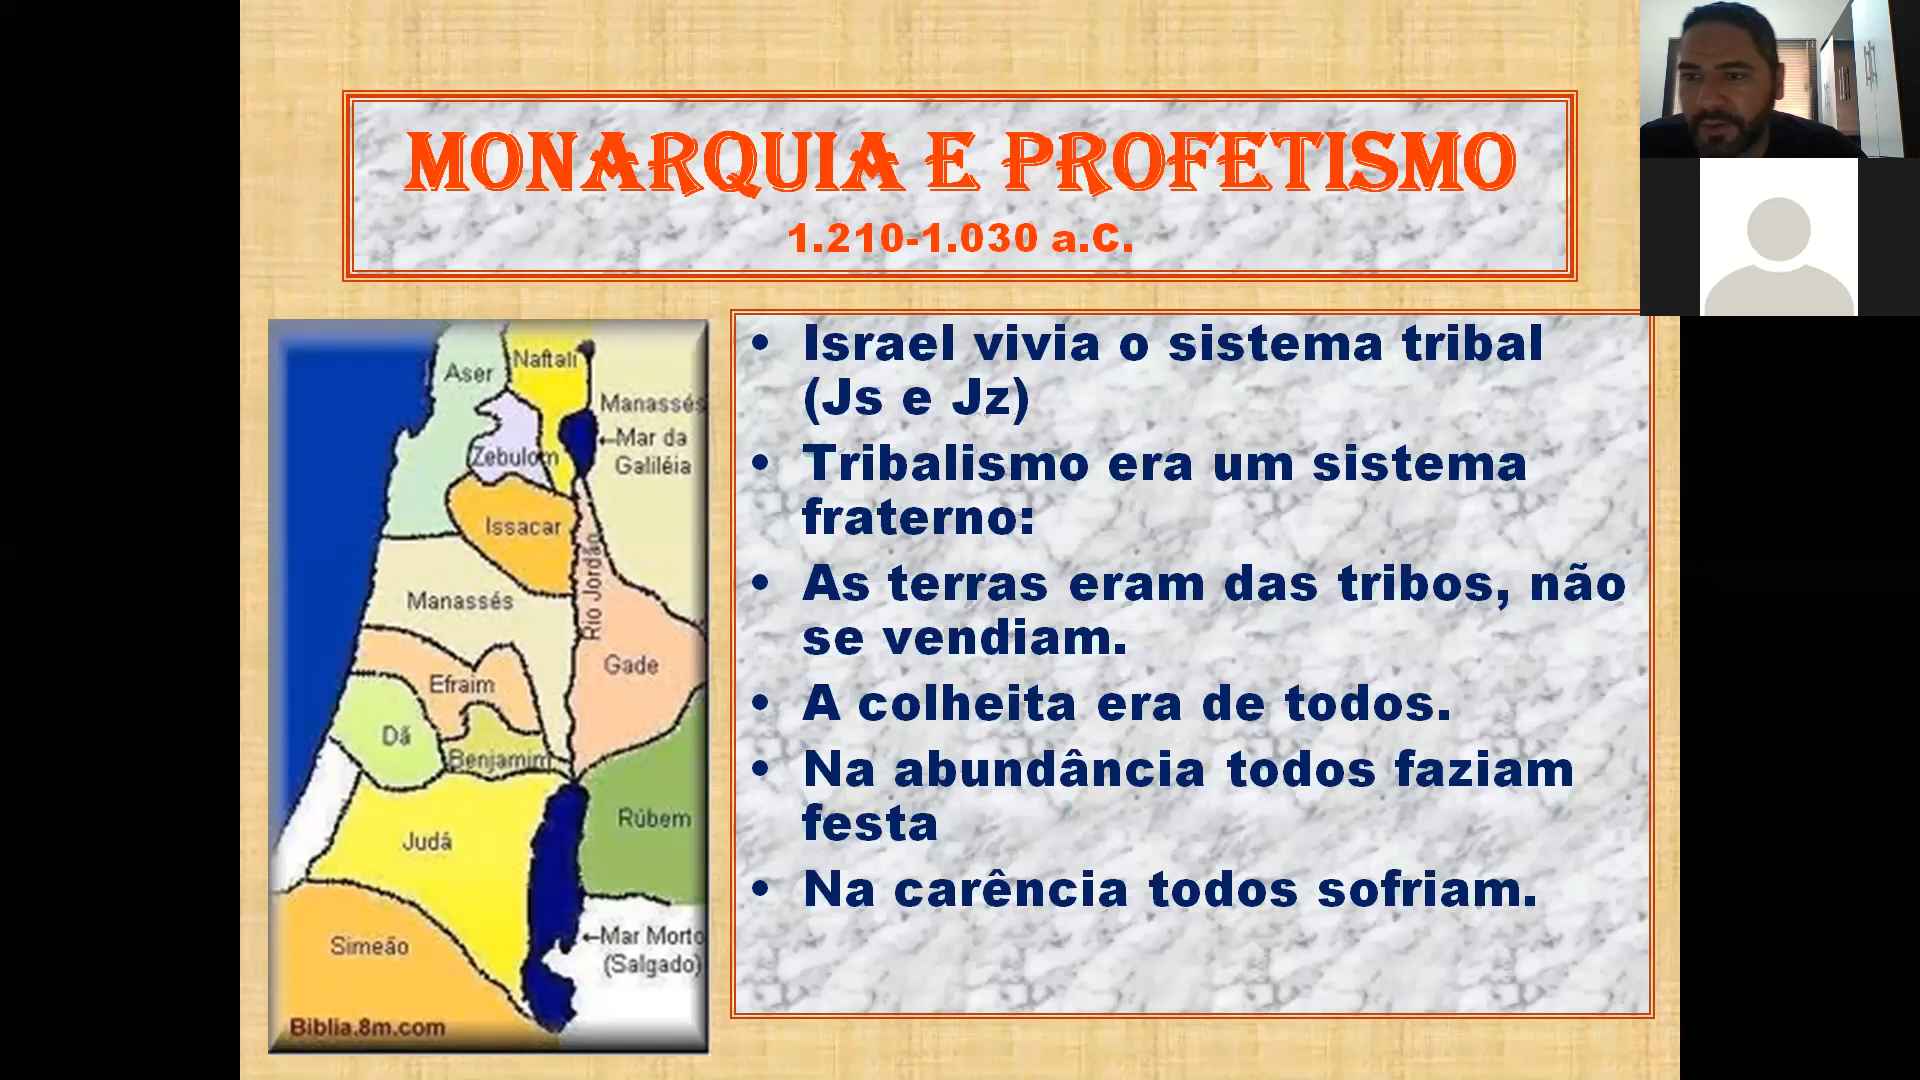 MONARQUIA E PROFETISMO
1.210-1.030 a.C.
Aser
Naftali
Manassés
←Mar da
Galiléia
Zebulom
Issacar
Rio Jordão
Manassés
Gade
Efraim
Dã
Benjamim
Rúbem
Judá
←Mar Morto
(Salgado)
Simeão
Biblia.8m.com
• Israel vivia o sistema tribal
(Js e Jz)
• Tribalismo era um sistema
fraterno:
• As terras eram das tribos, não
se vendiam.
• A colheita era de todos.
• Na abundância todos faziam
festa
• Na carência todos sofriam.